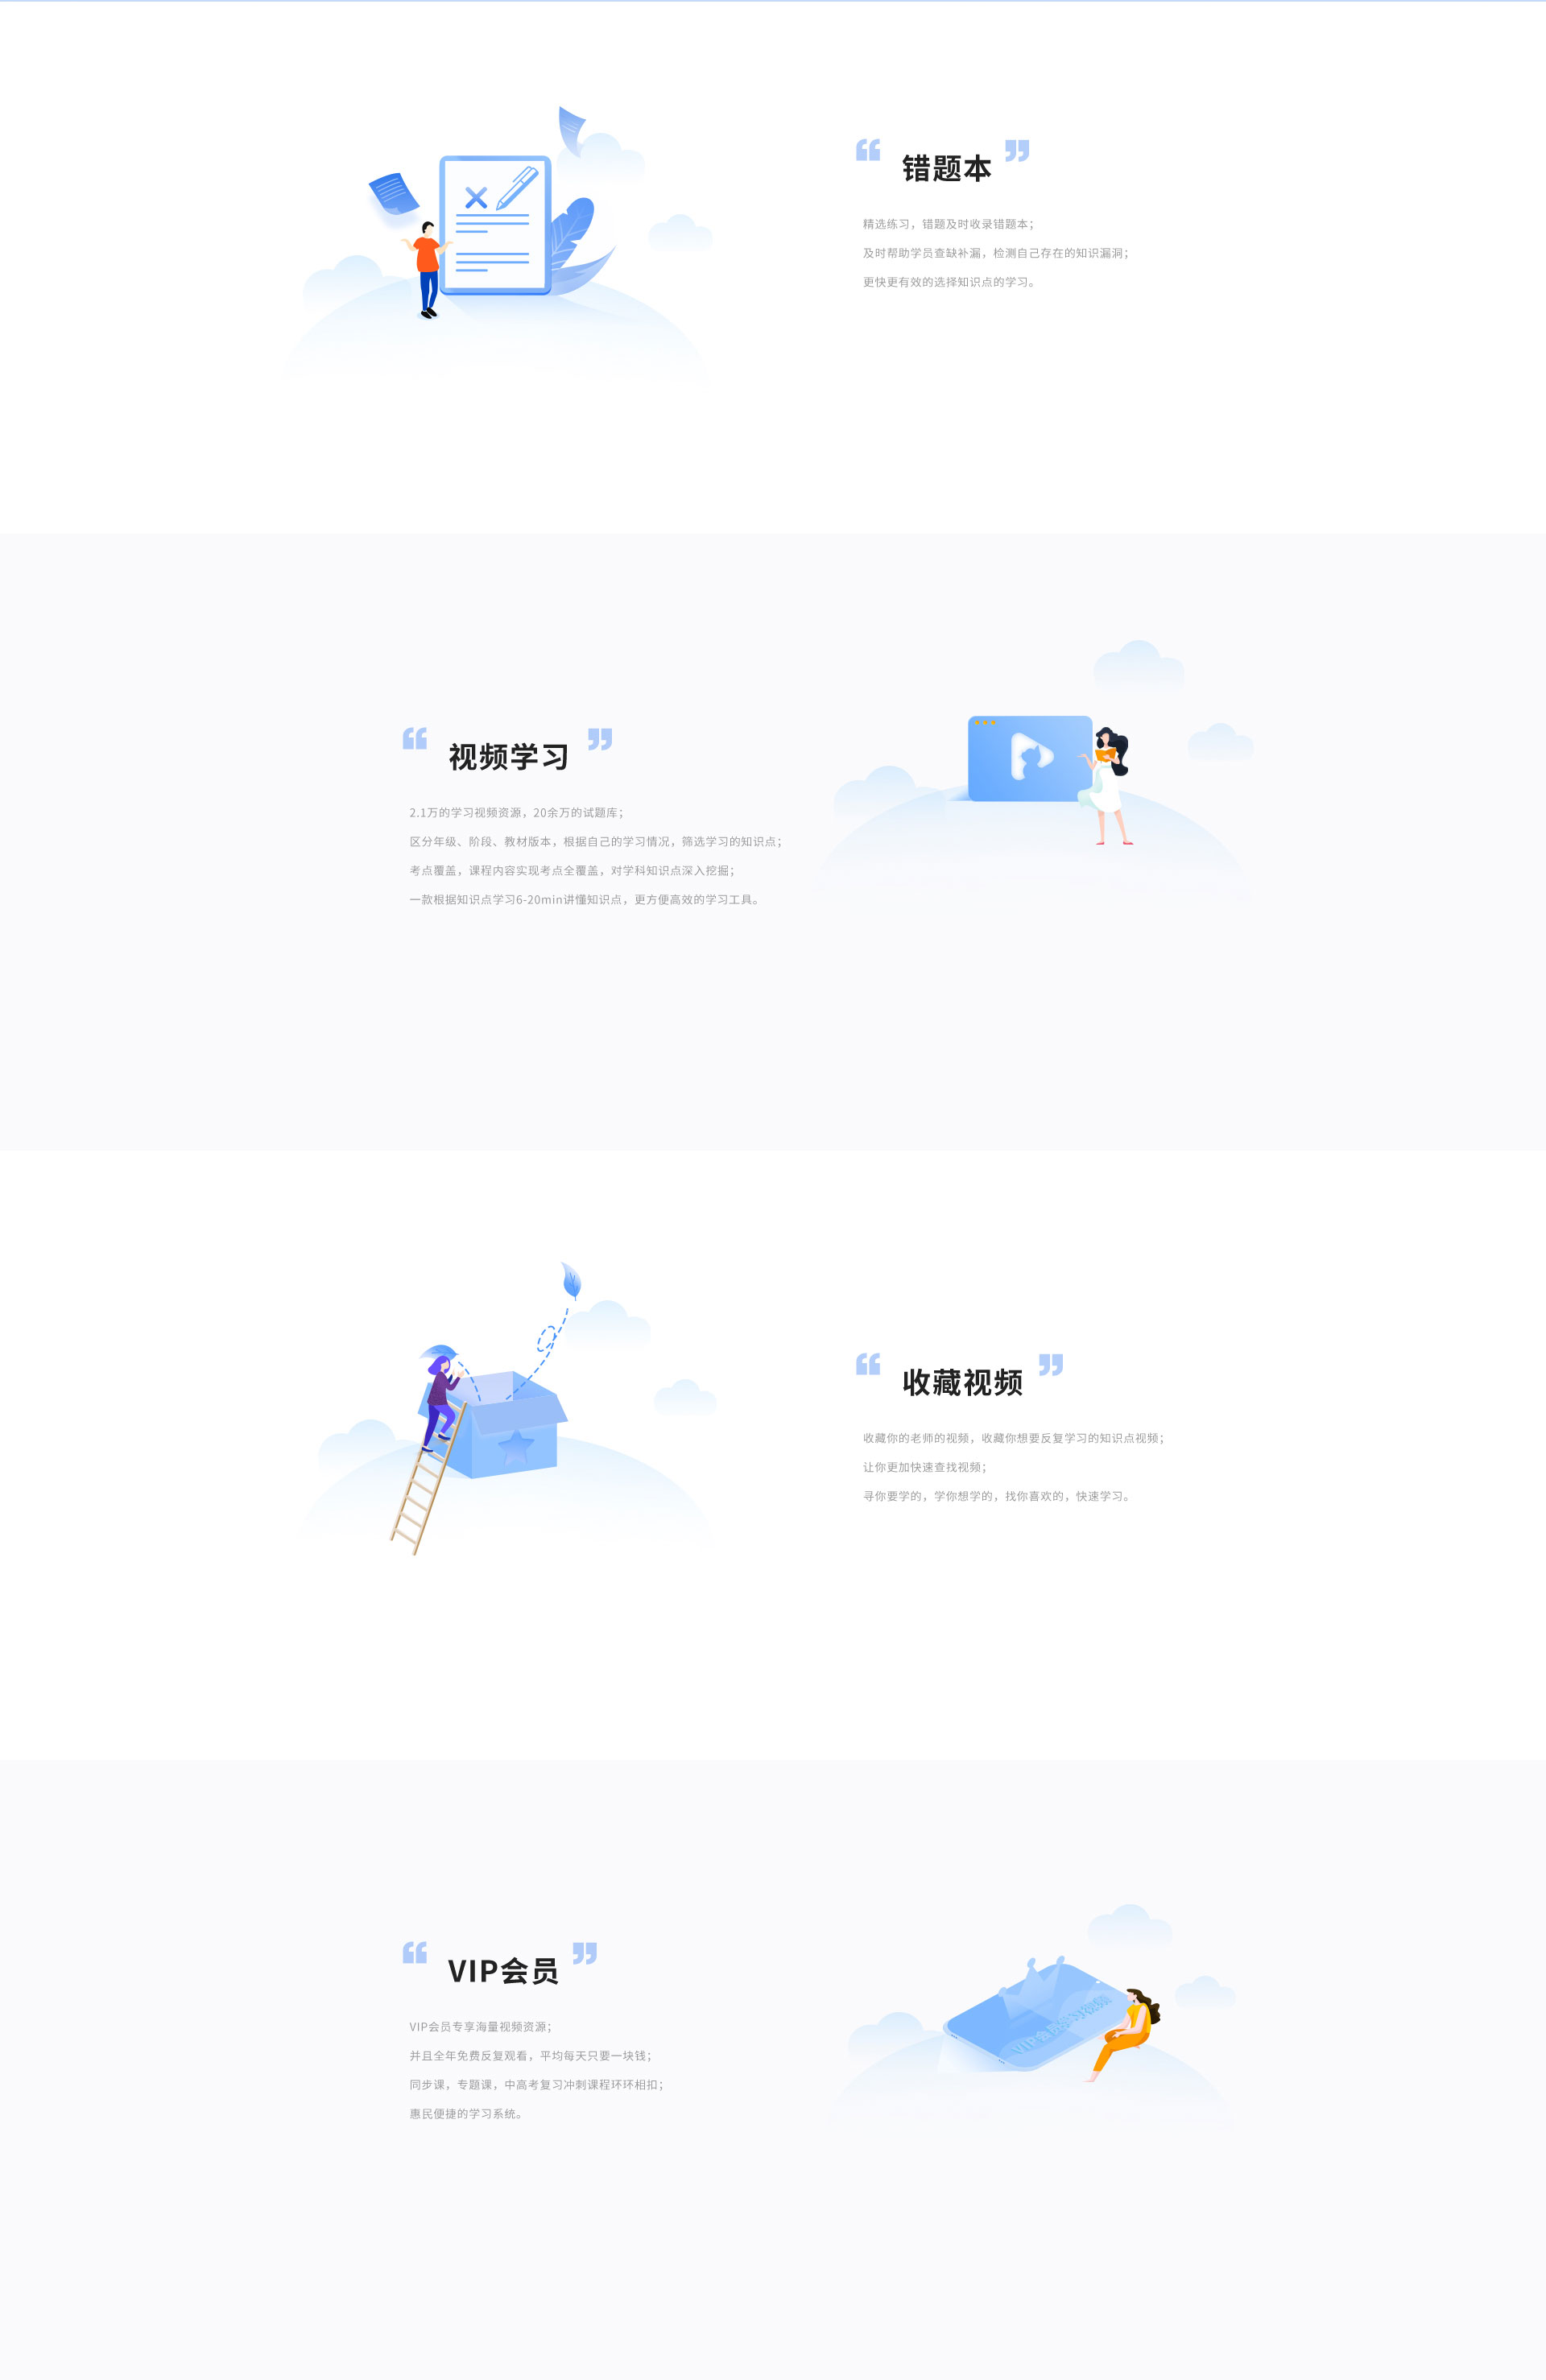 错题本
精选练习，错题及时收录错题本；
及时帮助学员查缺补漏，检测自己存在的知识漏洞；
更快更有效的选择知识点的学习。
视频学习
2.1万的学习视频资源，20余万的试题库；
区分年级、阶段、教材版本，根据自己的学习情况，筛选学习的知识点；
考点覆盖，课程内容实现考点全覆盖，对学科知识点深入挖掘；
一款根据知识点学习6-20min讲懂知识点，更方便高效的学习工具。
收藏视频
收藏你的老师的视频，收藏你想要反复学习的知识点视频；
让你更加快速查找视频；
寻你要学的，学你想学的，找你喜欢的，快速学习。
VIP会员
VIP会员专享海量视频资源；
并且全年免费反复观看，平均每天只要一块钱；
同步课，专题课，中高考复习冲刺课程环环相扣；
惠民便捷的学习系统。